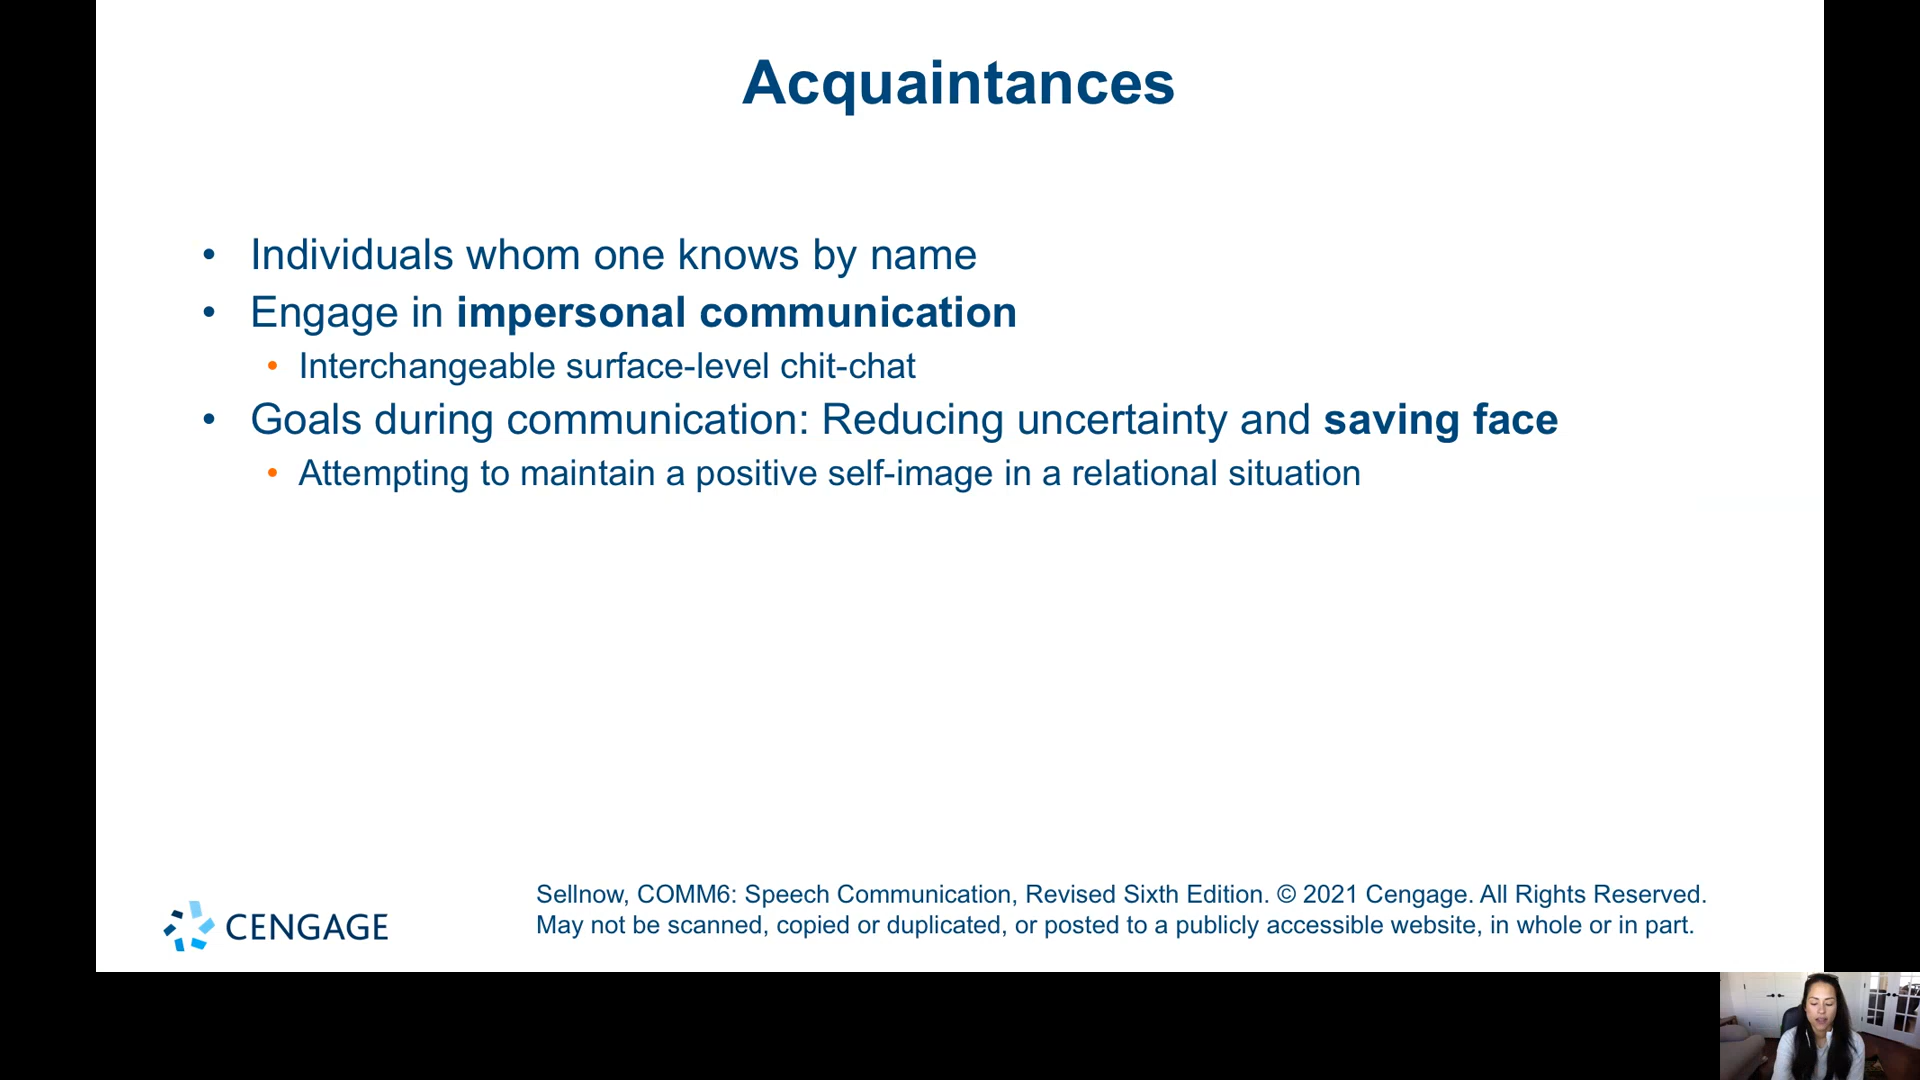 Acquaintances
• Individuals whom one knows by name
• Engage in impersonal communication
• Interchangeable surface-level chit-chat
• Goals during communication: Reducing uncertainty and saving face
• Attempting to maintain a positive self-image in a relational situation
CENGAGE
Sellnow, COMM6: Speech Communication, Revised Sixth Edition. © 2021 Cengage. All Rights Reserved.
May not be scanned, copied or duplicated, or posted to a publicly accessible website, in whole or in part.